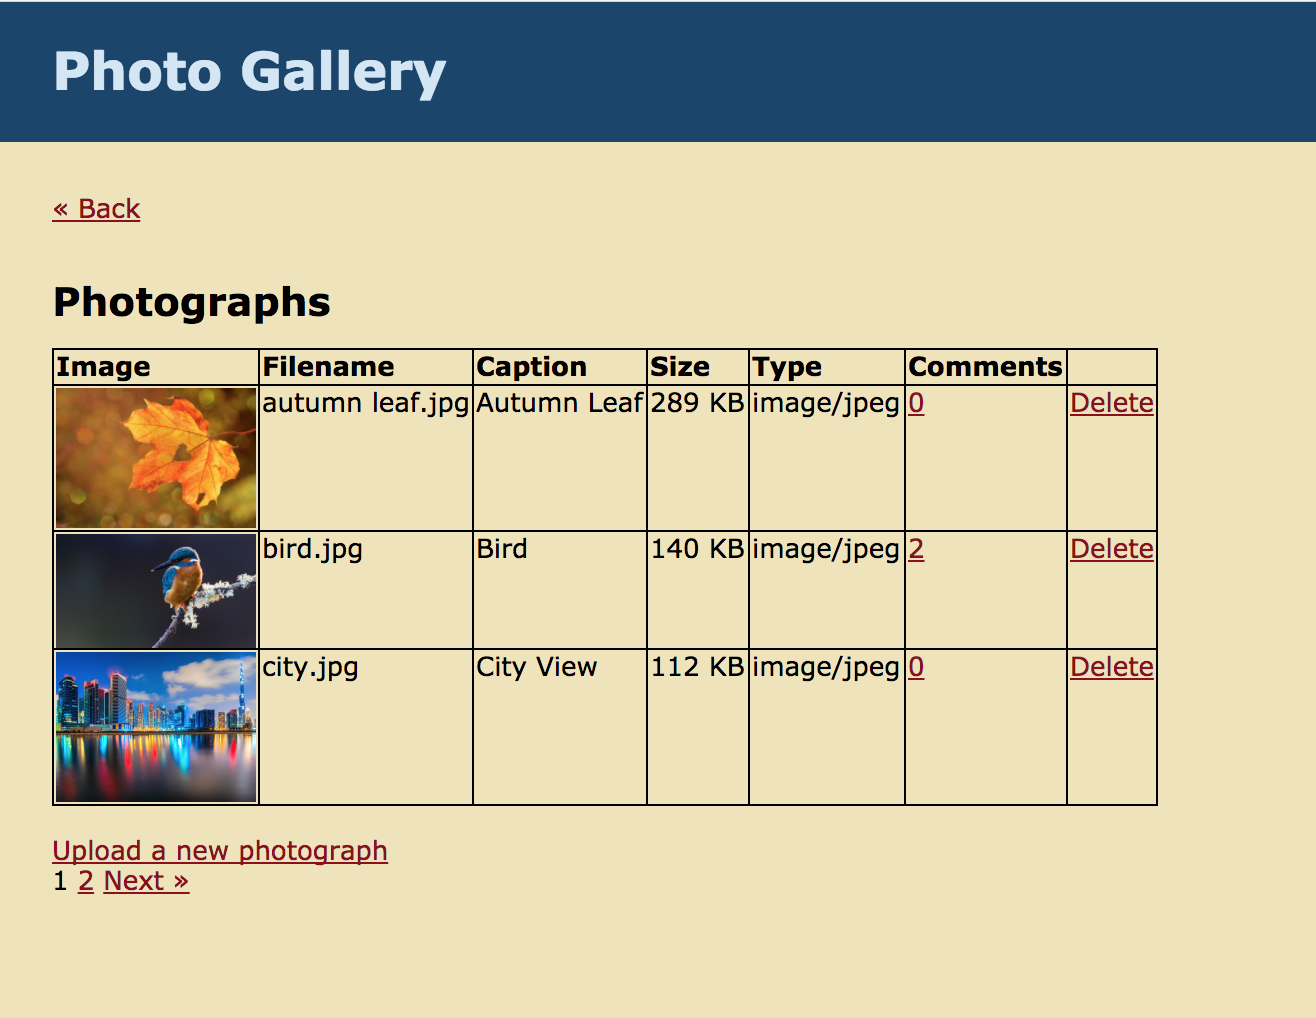 Photo Gallery
« Back
Photographs
Image Filename Caption Size Type Comments
autumn leaf.jpg Autumn Leaf 289 KB image/jpeg 0 Delete
bird.jpg Bird 140 KB image/jpeg 2 Delete
city.jpg City View 112 KB image/jpeg 0 Delete
Upload a new photograph
1 2 Next »